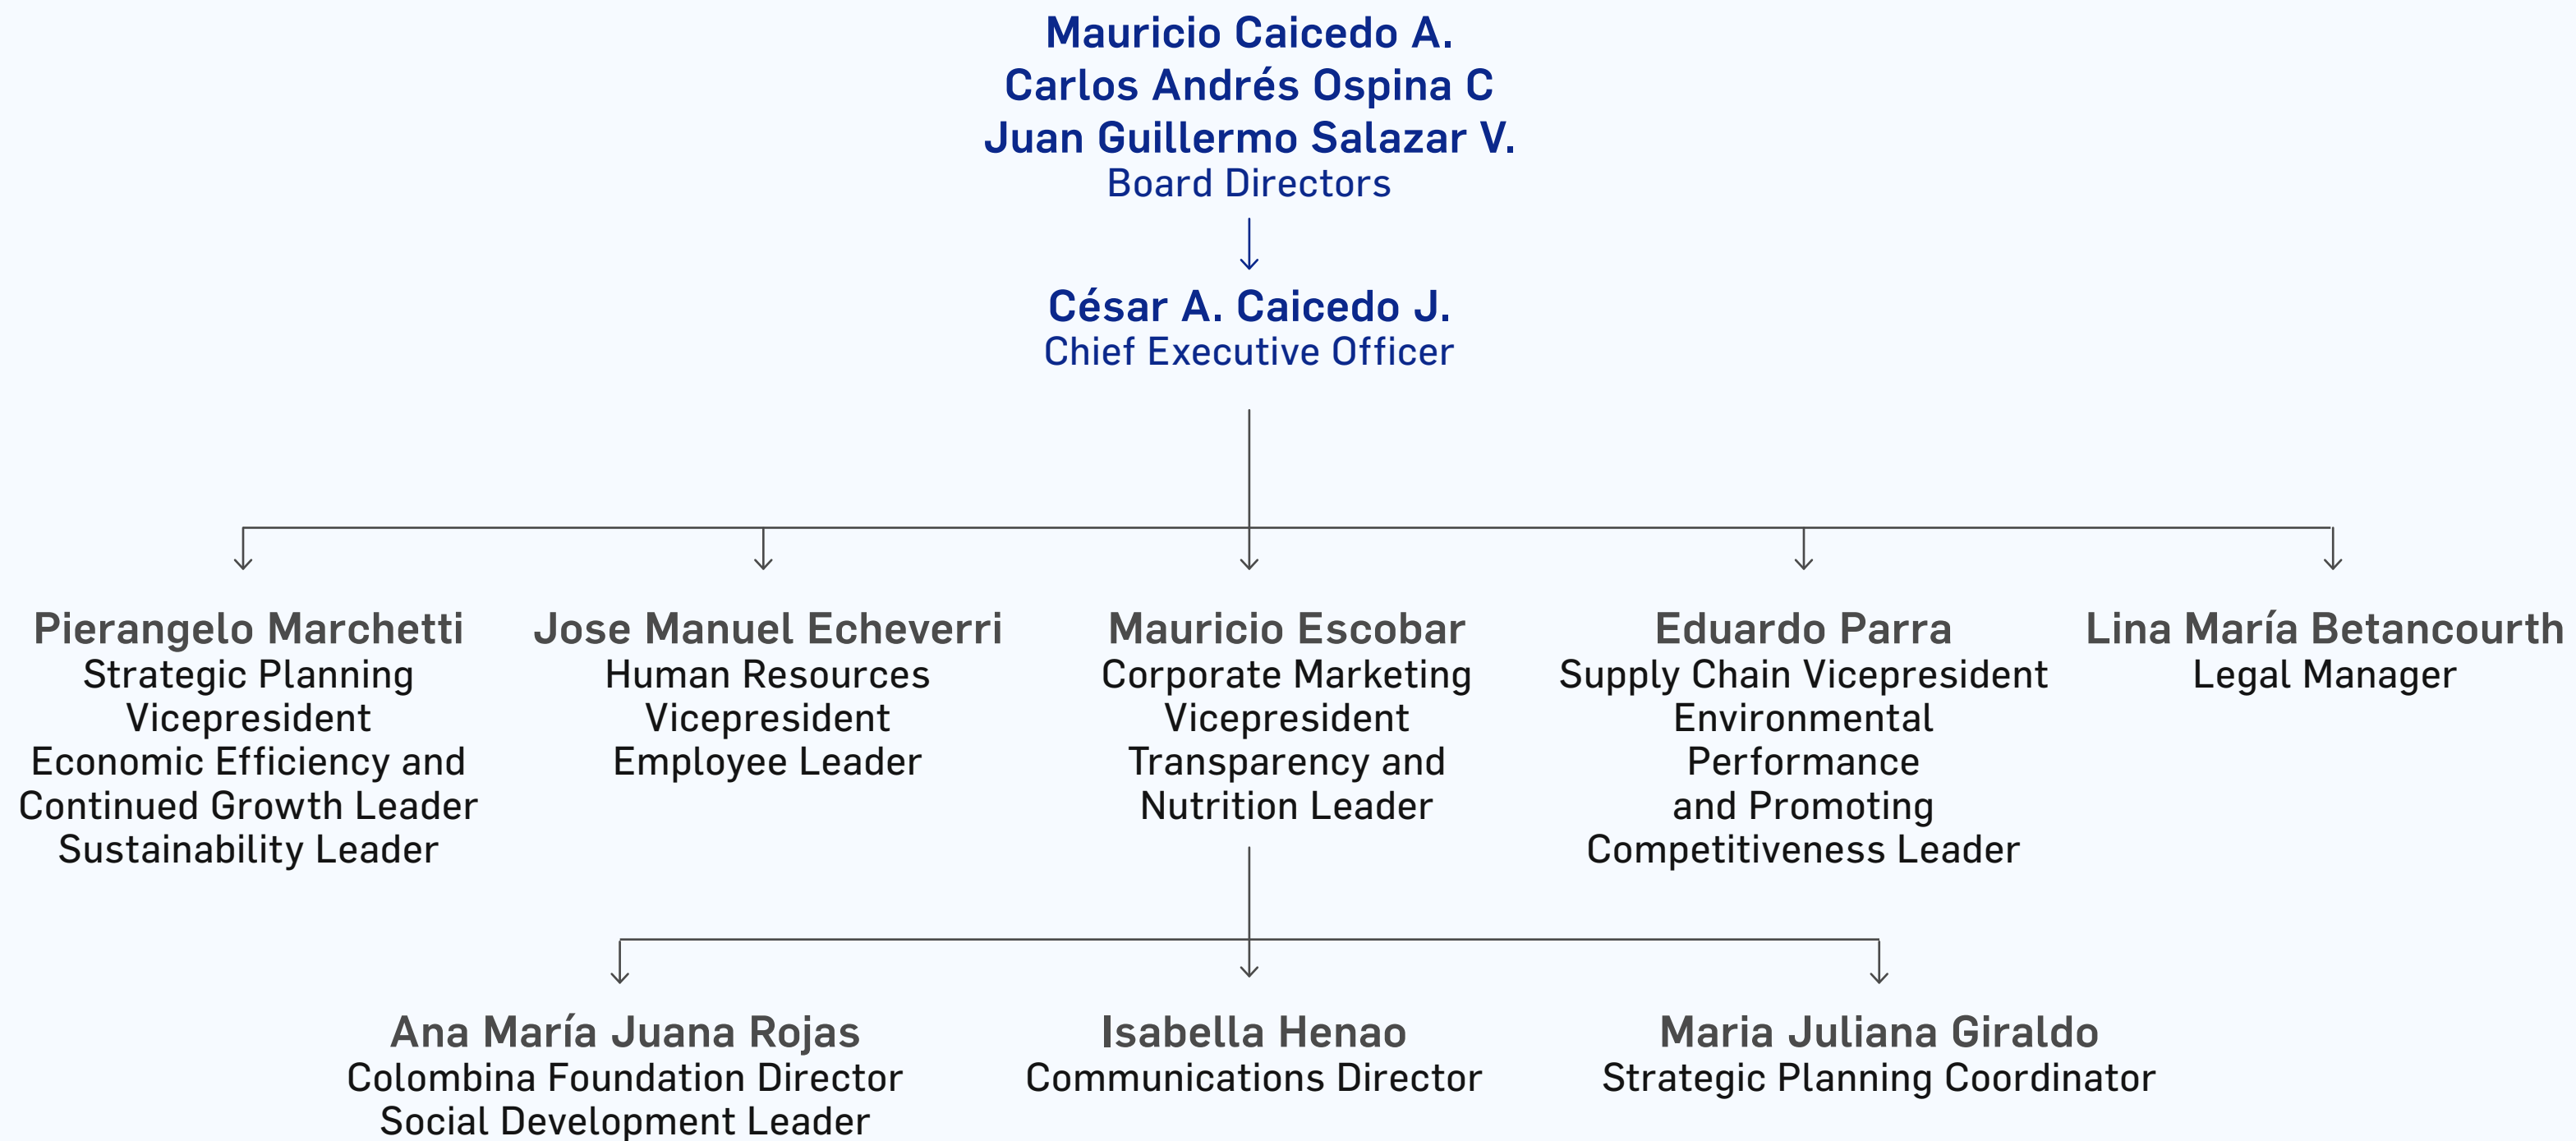 Mauricio Caicedo A.
Carlos Andrés Ospina C
Juan Guillermo Salazar V.
Board Directors
César A. Caicedo J.
Chief Executive Officer
Pierangelo Marchetti
Strategic Planning
Vicepresident
Economic Efficiency and
Continued Growth Leader
Sustainability Leader
Jose Manuel Echeverri
Human Resources
Vicepresident
Employee Leader
Mauricio Escobar
Corporate Marketing
Vicepresident
Transparency and
Nutrition Leader
Eduardo Parra
Supply Chain Vicepresident
Environmental
Performance
and Promoting
Competitiveness Leader
Lina María Betancourth
Legal Manager
Ana María Juana Rojas
Colombina Foundation Director
Social Development Leader
Isabella Henao
Communications Director
Maria Juliana Giraldo
Strategic Planning Coordinator